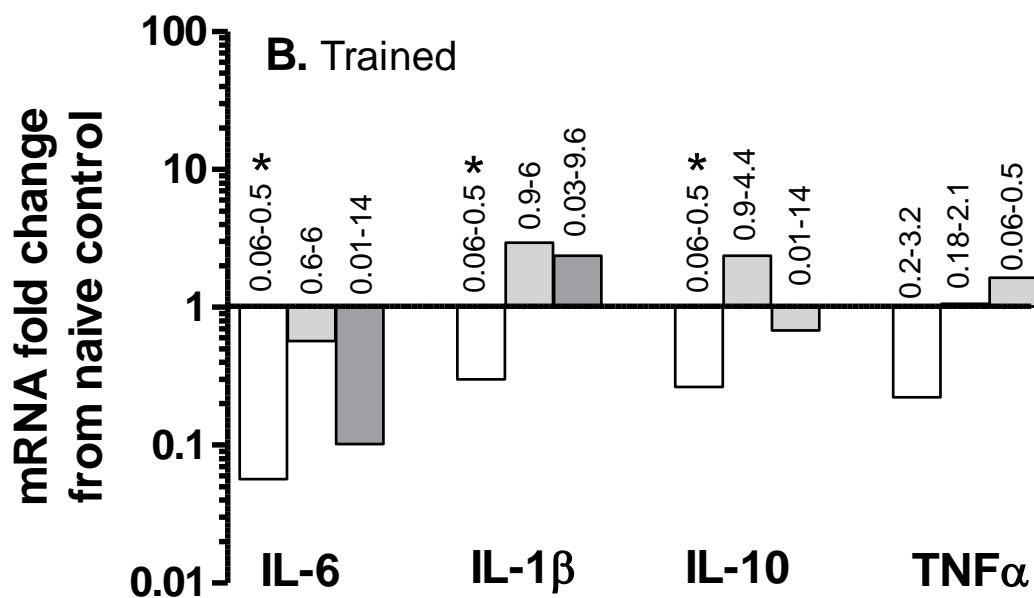 B. Trained
mRNA fold change
from naive control
100
10
1
0.1
0.01
0.06-0.5 *
0.6-6
0.01-14
0.06-0.5 *
0.9-6
0.03-9.6
0.06-0.5 *
0.9-4.4
0.01-14
0.2-3.2
0.18-2.1
0.06-0.5
IL-6
IL-1β
IL-10
TNFα